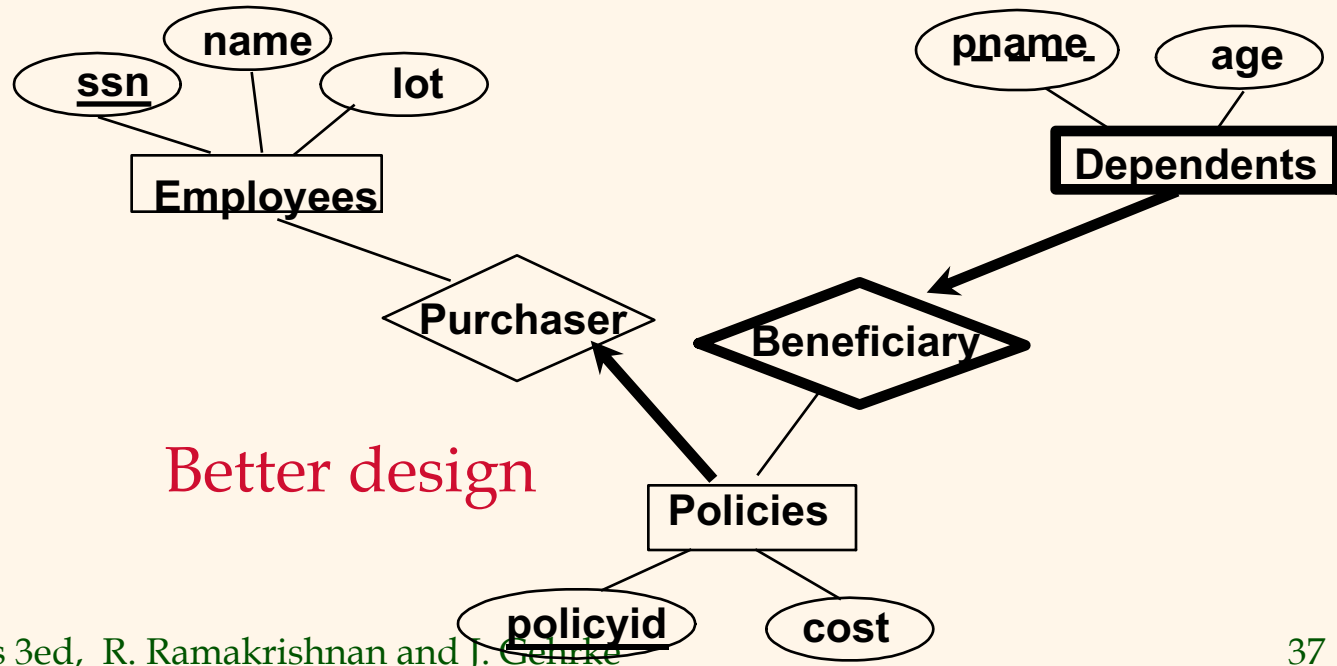 name
ssn
lot
Employees
pname
age
Dependents
Purchaser
Beneficiary
Better design
Policies
policyid
cost
s 3ed, R. Ramakrishnan and J. Gehrke
37